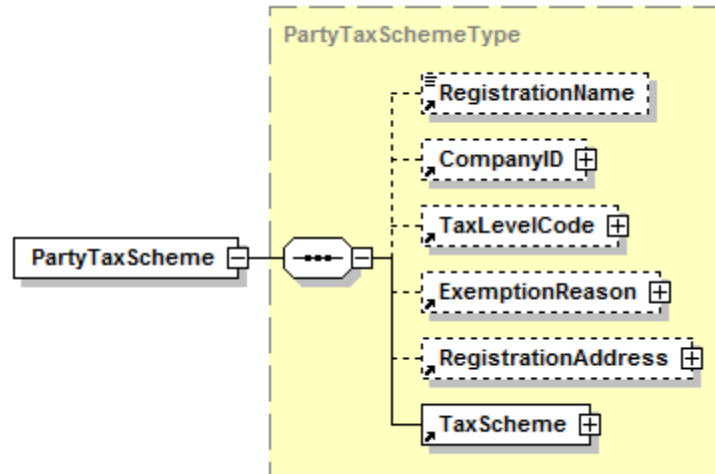 PartyTaxSchemeType
RegistrationName
CompanyID
TaxLevelCode
PartyTaxScheme
ExemptionReason
RegistrationAddress
TaxScheme